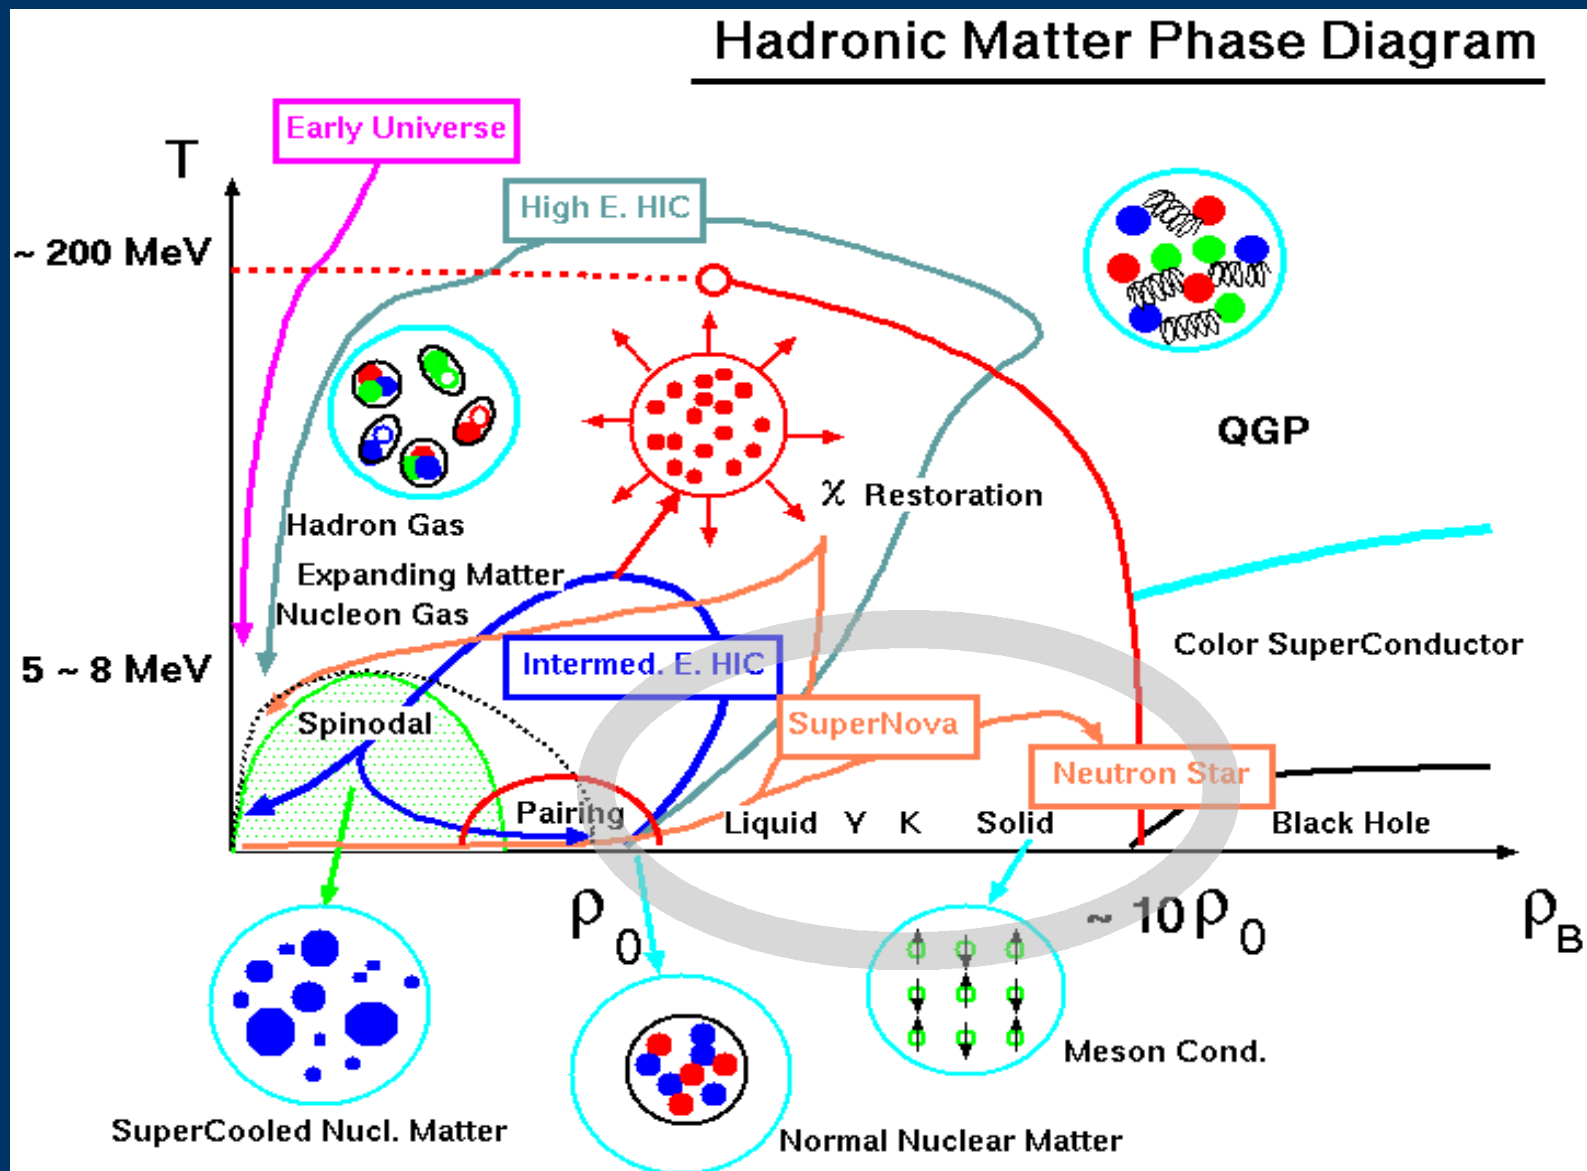 Hadronic Matter Phase Diagram
Early Universe
T
High E. HIC
~ 200 MeV
QGP
χ Restoration
Hadron Gas
Expanding Matter
Nucleon Gas
Color SuperConductor
Intermed. E. HIC
5 ~ 8 MeV
Spinodal
SuperNova
Neutron Star
Pairing
Liquid Y K Solid
Black Hole
ρ0
~ 10 ρ0
ρB
Meson Cond.
SuperCooled Nucl. Matter
Normal Nuclear Matter